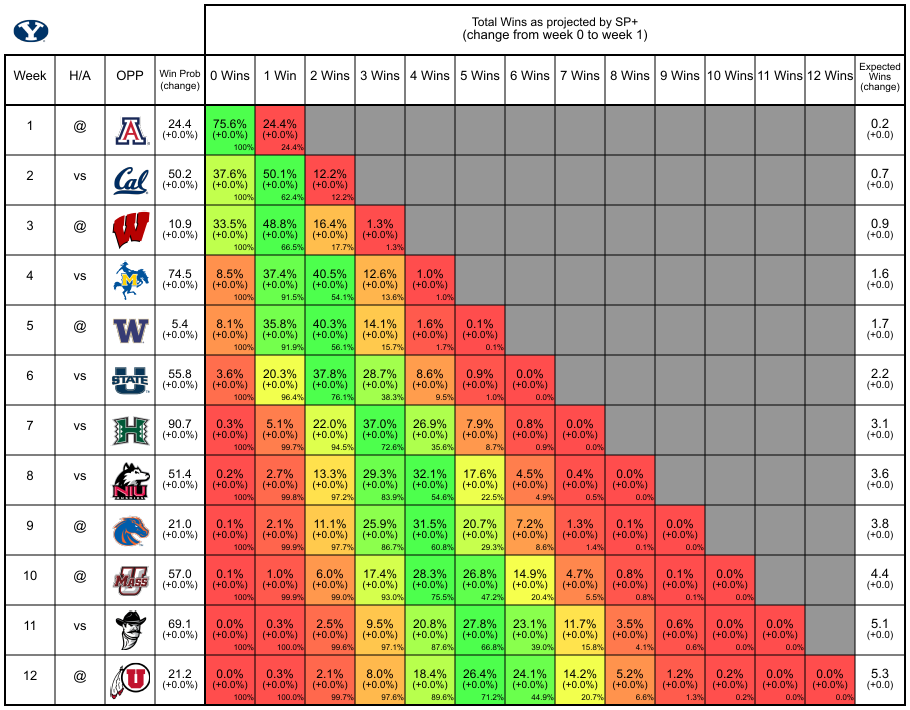 Y
Total Wins as projected by SP+
(change from week 0 to week 1)
Week H/A OPP Win Prob (change) 0 Wins 1 Win 2 Wins 3 Wins 4 Wins 5 Wins 6 Wins 7 Wins 8 Wins 9 Wins 10 Wins 11 Wins 12 Wins Expected Wins (change)
1 @ A 24.4 75.6% 24.4% 0.2
(+0.0%) (+0.0%) (+0.0%) (+0.0)
100% 24.4%
2 vs Cal 50.2 37.6% 50.1% 12.2% 0.7
(+0.0%) (+0.0%) (+0.0%) (+0.0%) (+0.0)
100% 62.4% 12.2%
3 @ W 10.9 33.5% 48.8% 16.4% 1.3% 0.9
(+0.0%) (+0.0%) (+0.0%) (+0.0%) (+0.0%) (+0.0)
100% 66.5% 17.7% 1.3%
4 vs M 74.5 8.5% 37.4% 40.5% 12.6% 1.0% 1.6
(+0.0%) (+0.0%) (+0.0%) (+0.0%) (+0.0%) (+0.0%) (+0.0)
100% 91.5% 54.1% 13.6% 1.0%
5 @ W 5.4 8.1% 35.8% 40.3% 14.1% 1.6% 0.1% 1.7
(+0.0%) (+0.0%) (+0.0%) (+0.0%) (+0.0%) (+0.0%) (+0.0%) (+0.0)
100% 91.9% 56.1% 15.7% 1.7% 0.1%
6 vs U STATE 55.8 3.6% 20.3% 37.8% 28.7% 8.6% 0.9% 0.0% 2.2
(+0.0%) (+0.0%) (+0.0%) (+0.0%) (+0.0%) (+0.0%) (+0.0%) (+0.0%) (+0.0)
100% 96.4% 76.1% 38.3% 9.5% 1.0% 0.0%
7 vs H 90.7 0.3% 5.1% 22.0% 37.0% 26.9% 7.9% 0.8% 0.0% 3.1
(+0.0%) (+0.0%) (+0.0%) (+0.0%) (+0.0%) (+0.0%) (+0.0%) (+0.0%) (+0.0%) (+0.0)
100% 99.7% 94.5% 72.6% 35.6% 8.7% 0.9% 0.0%
8 vs NIU 51.4 0.2% 2.7% 13.3% 29.3% 32.1% 17.6% 4.5% 0.4% 0.0% 3.6
(+0.0%) (+0.0%) (+0.0%) (+0.0%) (+0.0%) (+0.0%) (+0.0%) (+0.0%) (+0.0%) (+0.0%) (+0.0)
100% 99.8% 97.2% 83.9% 54.6% 22.5% 4.9% 0.5% 0.0%
9 @ 21.0 0.1% 2.1% 11.1% 25.9% 31.5% 20.7% 7.2% 1.3% 0.1% 0.0% 3.8
(+0.0%) (+0.0%) (+0.0%) (+0.0%) (+0.0%) (+0.0%) (+0.0%) (+0.0%) (+0.0%) (+0.0%) (+0.0%) (+0.0)
100% 99.9% 97.7% 86.7% 60.8% 29.3% 8.6% 1.4% 0.1% 0.0%
10 @ UMASS 57.0 0.1% 1.0% 6.0% 17.4% 28.3% 26.8% 14.9% 4.7% 0.8% 0.1% 0.0% 4.4
(+0.0%) (+0.0%) (+0.0%) (+0.0%) (+0.0%) (+0.0%) (+0.0%) (+0.0%) (+0.0%) (+0.0%) (+0.0%) (+0.0%) (+0.0)
100% 99.9% 99.0% 93.0% 75.5% 47.2% 20.4% 5.5% 0.8% 0.1% 0.0%
11 vs 69.1 0.0% 0.3% 2.5% 9.5% 20.8% 27.8% 23.1% 11.7% 3.5% 0.6% 0.0% 0.0% 5.1
(+0.0%) (+0.0%) (+0.0%) (+0.0%) (+0.0%) (+0.0%) (+0.0%) (+0.0%) (+0.0%) (+0.0%) (+0.0%) (+0.0%) (+0.0%) (+0.0)
100% 100.0% 99.6% 97.1% 87.6% 66.8% 39.0% 15.8% 4.1% 0.6% 0.0% 0.0%
12 @ U 21.2 0.0% 0.3% 2.1% 8.0% 18.4% 26.4% 24.1% 14.2% 5.2% 1.2% 0.2% 0.0% 0.0% 5.3
(+0.0%) (+0.0%) (+0.0%) (+0.0%) (+0.0%) (+0.0%) (+0.0%) (+0.0%) (+0.0%) (+0.0%) (+0.0%) (+0.0%) (+0.0%) (+0.0%) (+0.0)
100% 100.0% 99.7% 97.6% 89.6% 71.2% 44.9% 20.7% 6.6% 1.3% 0.2% 0.0% 0.0%